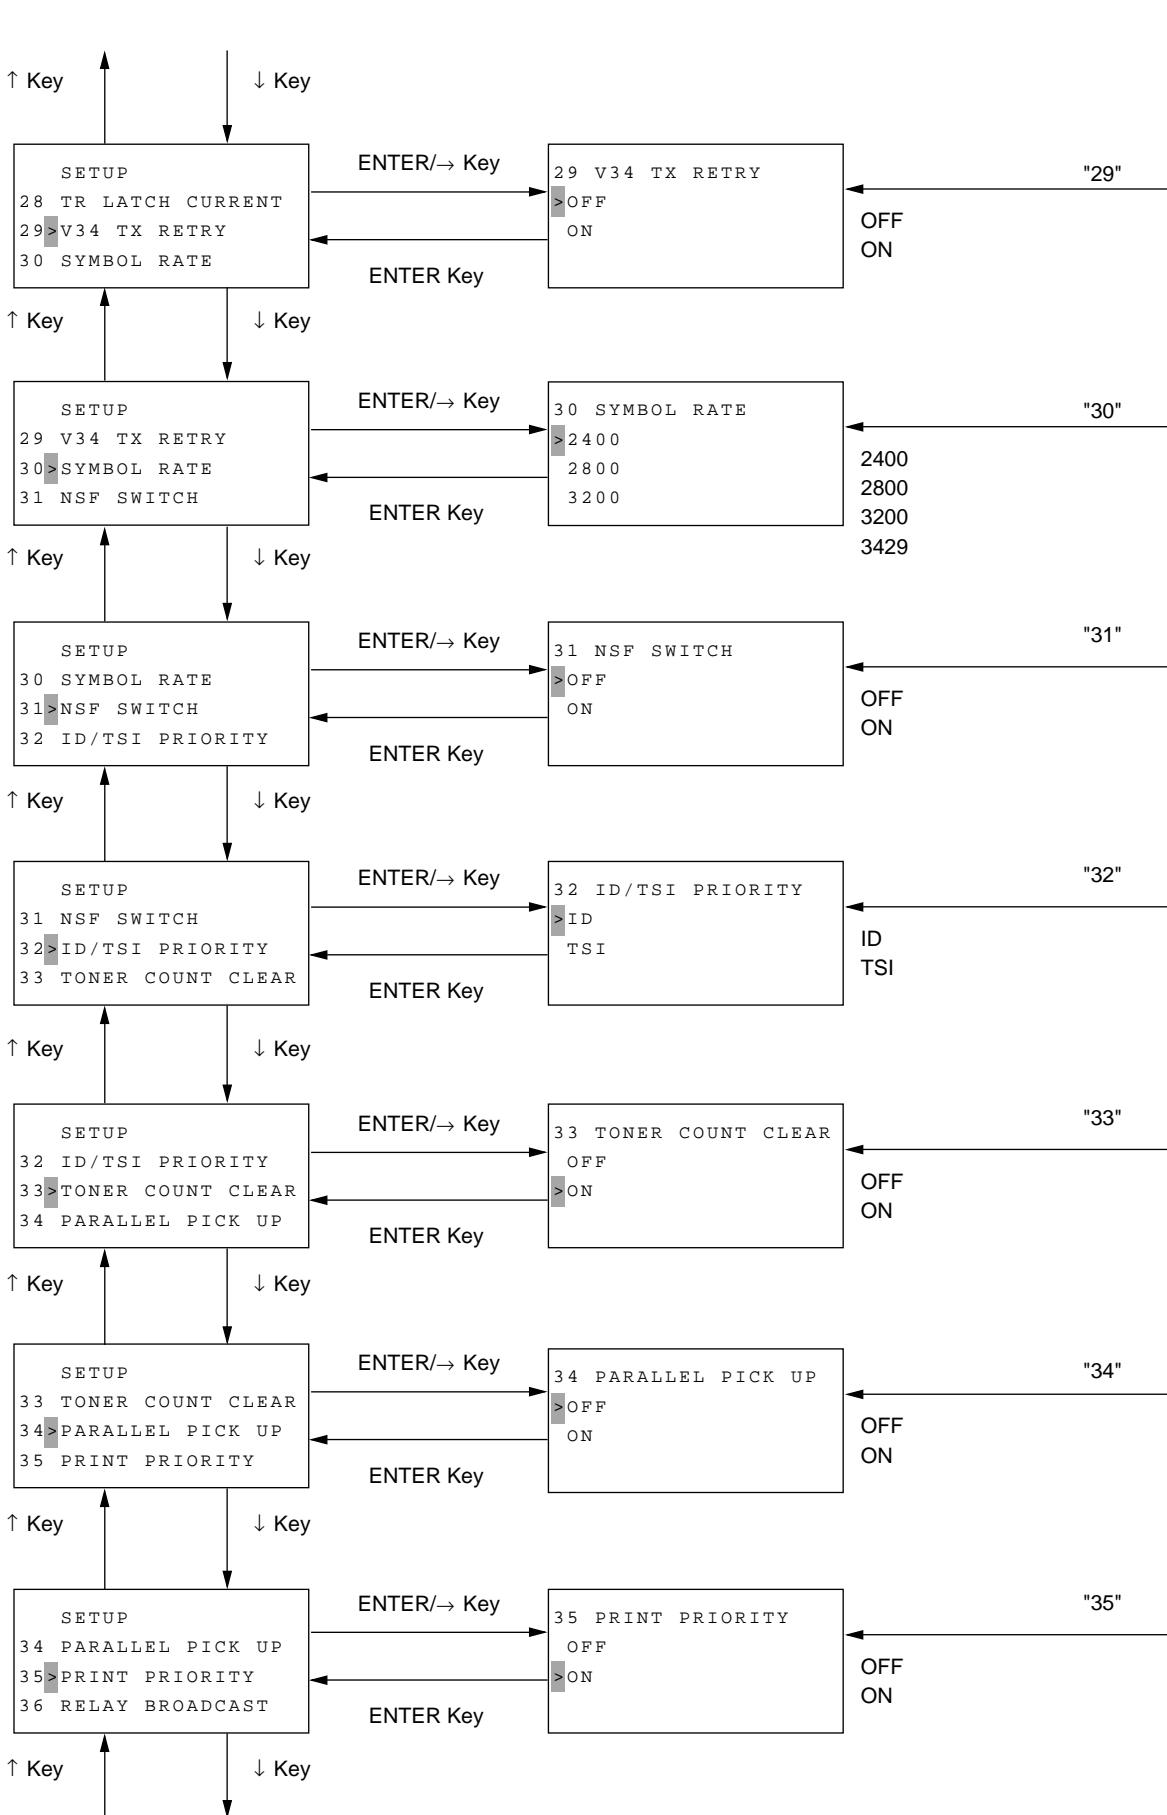 ↑ Key
↓ Key
SETUP
28 TR LATCH CURRENT
29>V34 TX RETRY
30 SYMBOL RATE
ENTER/→ Key
ENTER Key
29 V34 TX RETRY
>OFF
ON
"29"
OFF
ON
↑ Key
↓ Key
SETUP
29 V34 TX RETRY
30>SYMBOL RATE
31 NSF SWITCH
ENTER/→ Key
ENTER Key
30 SYMBOL RATE
>2400
2800
3200
"30"
2400
2800
3200
3429
↑ Key
↓ Key
SETUP
30 SYMBOL RATE
31>NSF SWITCH
32 ID/TSI PRIORITY
ENTER/→ Key
ENTER Key
31 NSF SWITCH
>OFF
ON
"31"
OFF
ON
↑ Key
↓ Key
SETUP
31 NSF SWITCH
32>ID/TSI PRIORITY
33 TONER COUNT CLEAR
ENTER/→ Key
ENTER Key
32 ID/TSI PRIORITY
>ID
TSI
"32"
ID
TSI
↑ Key
↓ Key
SETUP
32 ID/TSI PRIORITY
33>TONER COUNT CLEAR
34 PARALLEL PICK UP
ENTER/→ Key
ENTER Key
33 TONER COUNT CLEAR
OFF
>ON
"33"
OFF
ON
↑ Key
↓ Key
SETUP
33 TONER COUNT CLEAR
34>PARALLEL PICK UP
35 PRINT PRIORITY
ENTER/→ Key
ENTER Key
34 PARALLEL PICK UP
>OFF
ON
"34"
OFF
ON
↑ Key
↓ Key
SETUP
34 PARALLEL PICK UP
35>PRINT PRIORITY
36 RELAY BROADCAST
ENTER/→ Key
ENTER Key
35 PRINT PRIORITY
OFF
>ON
"35"
OFF
ON
↑ Key
↓ Key